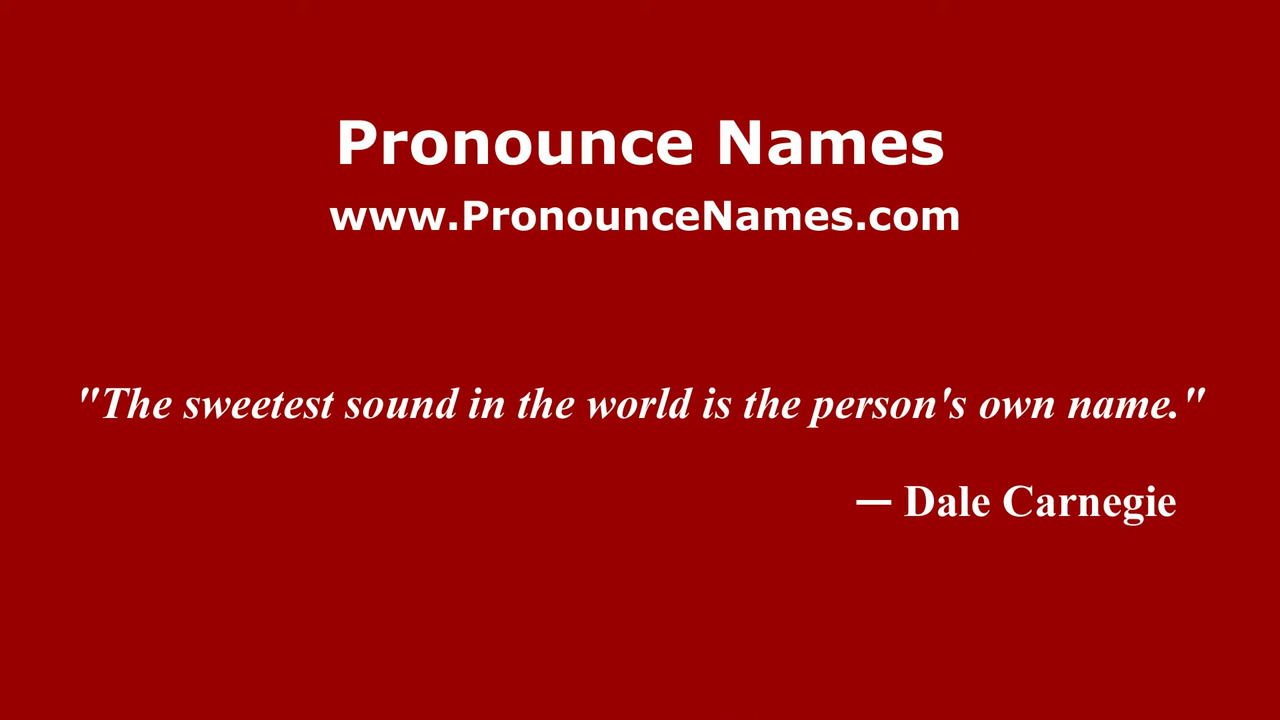 Pronounce Names
www.PronounceNames.com
"The sweetest sound in the world is the person's own name."
— Dale Carnegie